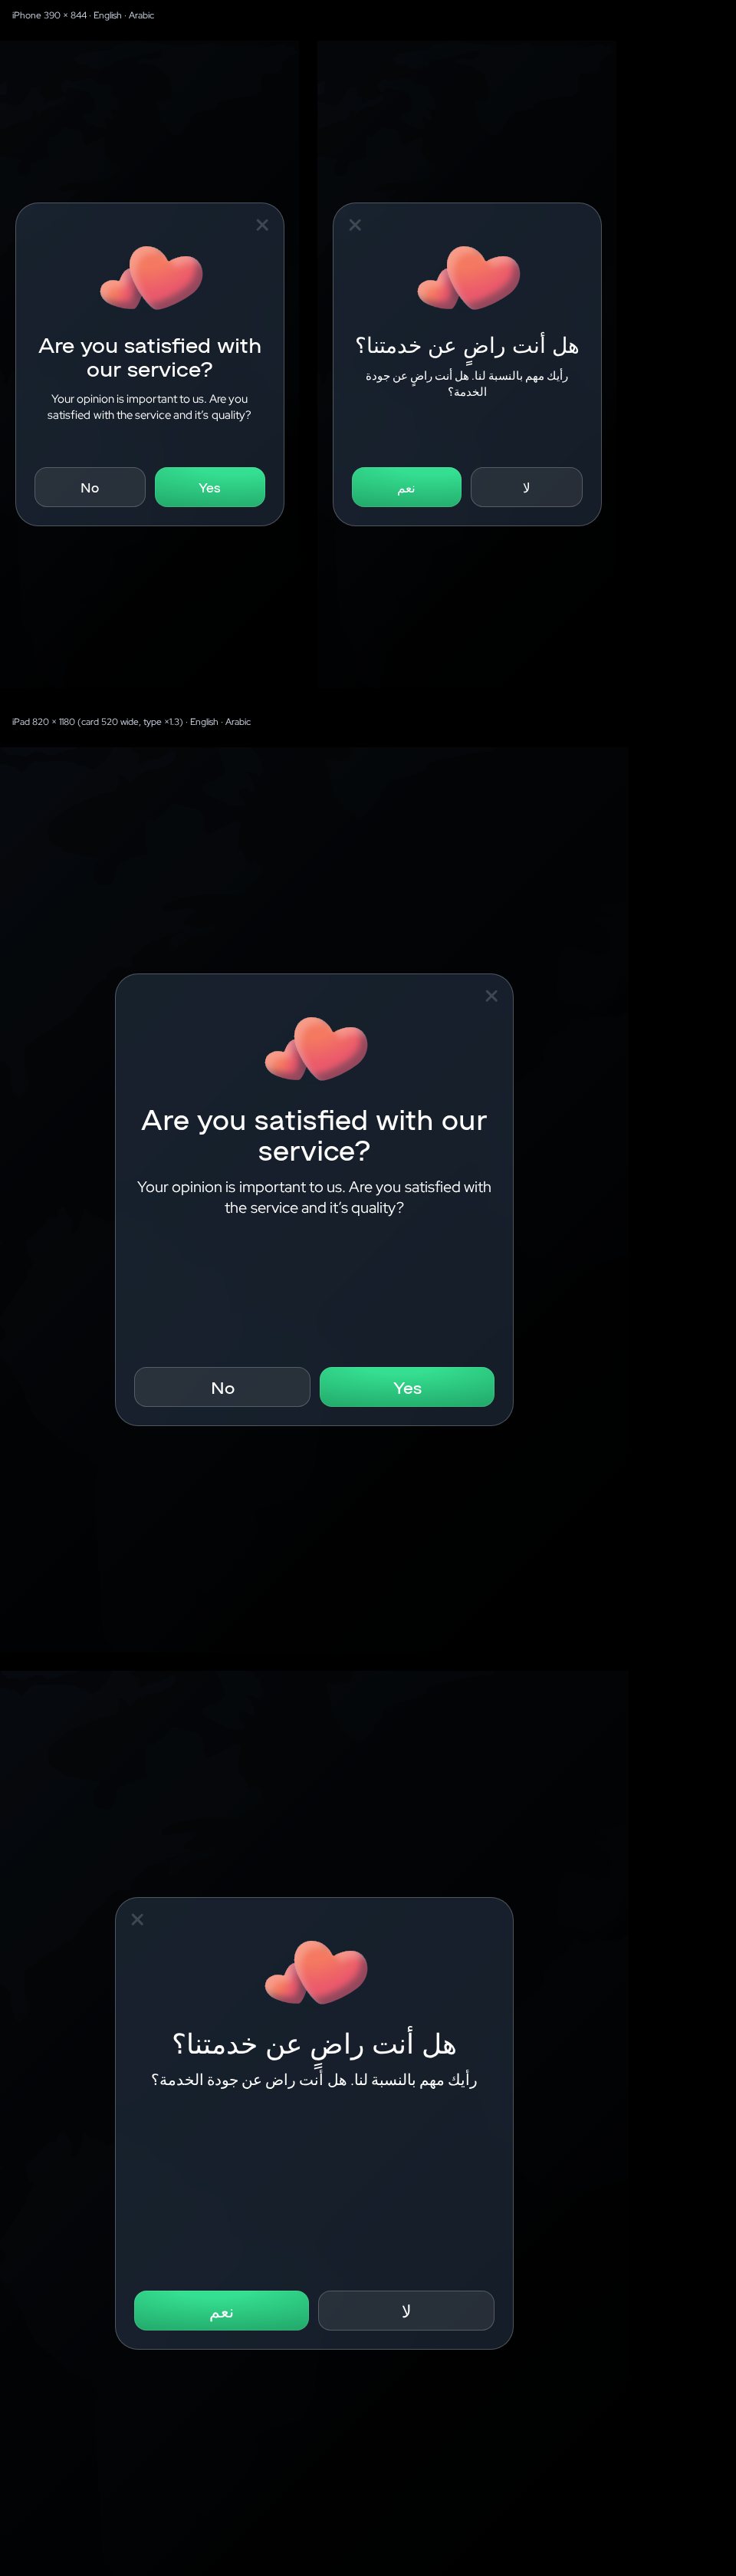 iPhone 390 × 844 · English · Arabic
Are you satisfied with
our service?
Your opinion is important to us. Are you
satisfied with the service and it's quality?
No
Yes
هل أنت راضٍ عن خدمتنا؟
رأيك مهم بالنسبة لنا. هل أنت راضٍ عن جودة
الخدمة؟
لا
نعم
iPad 820 × 1180 (card 520 wide, type ×1.3) · English · Arabic
Are you satisfied with our
service?
Your opinion is important to us. Are you satisfied with
the service and it's quality?
No
Yes
هل أنت راضٍ عن خدمتنا؟
رأيك مهم بالنسبة لنا. هل أنت راض عن جودة الخدمة؟
لا
نعم